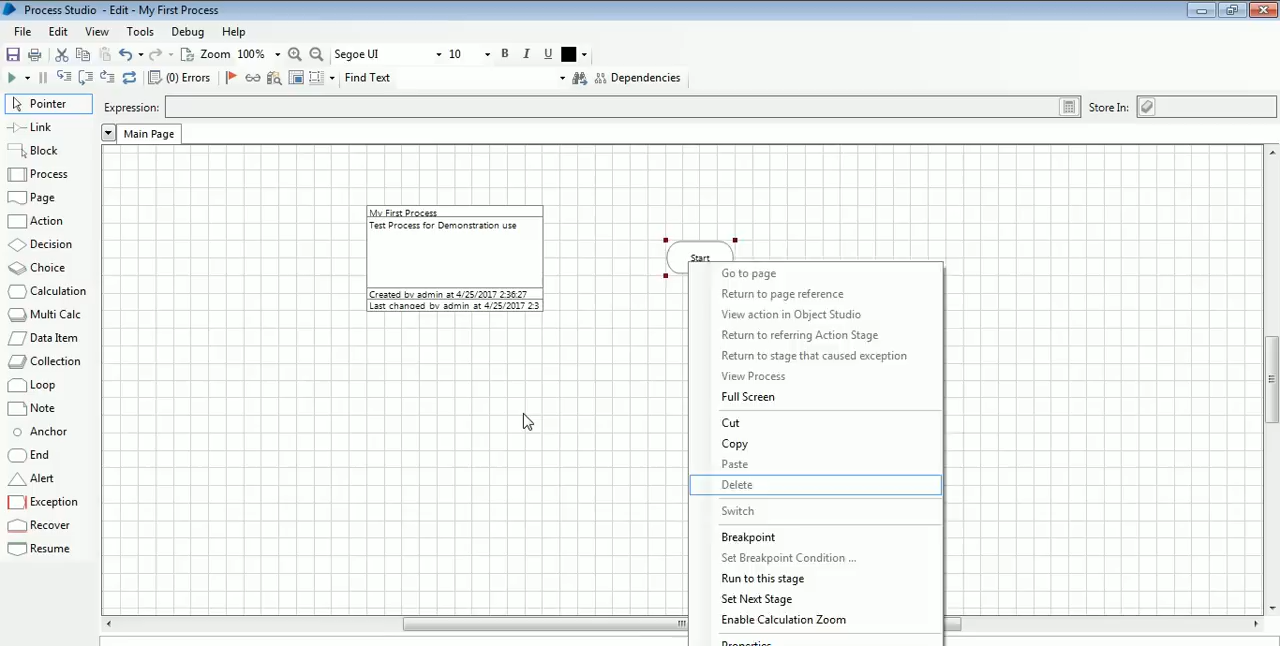 Process Studio - Edit - My First Process
File Edit View Tools Debug Help
Zoom 100% Segoe UI 10 B I U
(0) Errors Find Text Dependencies
Pointer Expression: Store In:
Link
Main Page
Block
Process
Page
Action
Decision
Choice
Calculation
Multi Calc
Data Item
Collection
Loop
Note
Anchor
End
Alert
Exception
Recover
Resume
My First Process
Test Process for Demonstration use
Created by admin at 4/25/2017 2:36:27
Last changed by admin at 4/25/2017 2:3
Start
Go to page
Return to page reference
View action in Object Studio
Return to referring Action Stage
Return to stage that caused exception
View Process
Full Screen
Cut
Copy
Paste
Delete
Switch
Breakpoint
Set Breakpoint Condition ...
Run to this stage
Set Next Stage
Enable Calculation Zoom
Properties